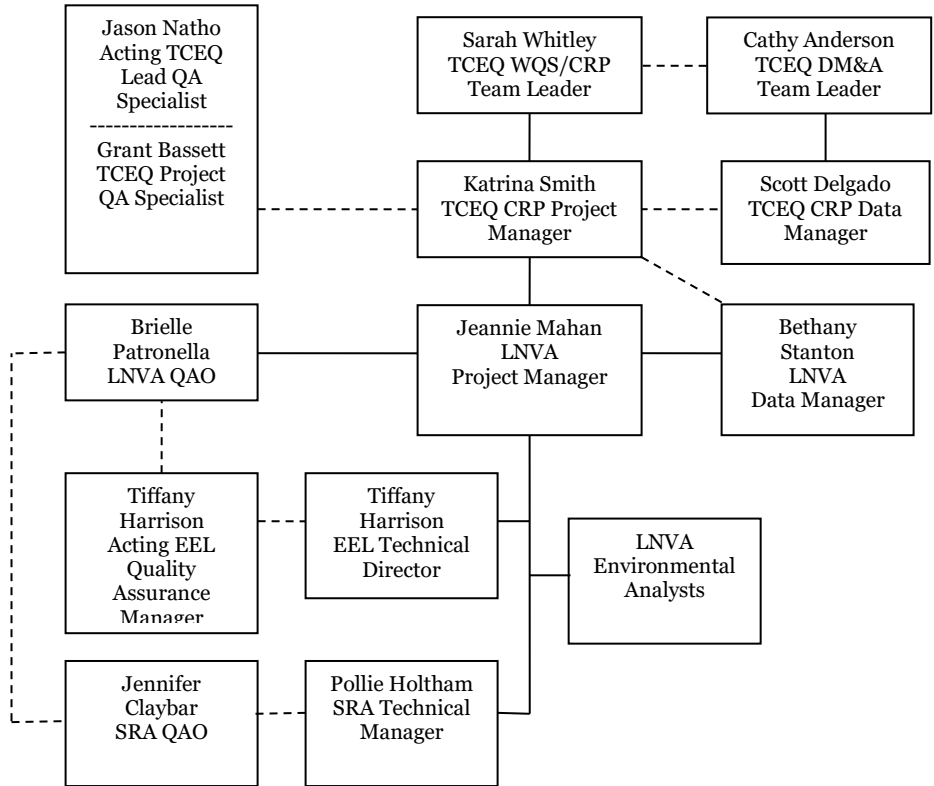 Jason Natho
Acting TCEQ
Lead QA
Specialist
--------------------
Grant Bassett
TCEQ Project
QA Specialist
Sarah Whitley
TCEQ WQS/CRP
Team Leader
Cathy Anderson
TCEQ DM&A
Team Leader
Katrina Smith
TCEQ CRP Project
Manager
Scott Delgado
TCEQ CRP Data
Manager
Brielle
Patronella
LNVA QAO
Jeannie Mahan
LNVA
Project Manager
Bethany
Stanton
LNVA
Data Manager
Tiffany
Harrison
Acting EEL
Quality
Assurance
Manager
Tiffany
Harrison
EEL Technical
Director
LNVA
Environmental
Analysts
Jennifer
Claybar
SRA QAO
Pollie Holtham
SRA Technical
Manager